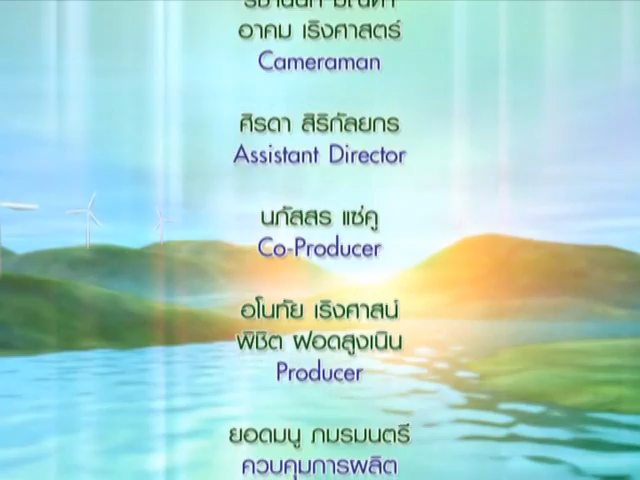 อาคม เริงศาสตร์
Cameraman
ศิรดา สิริกัลยกร
Assistant Director
นภัสสร แซ่คู
Co-Producer
อโนทัย เริงศาสน์
พิชิต ฝอดสูงเนิน
Producer
ยอดมนู ภมรมนตรี
ควบคุมการผลิต